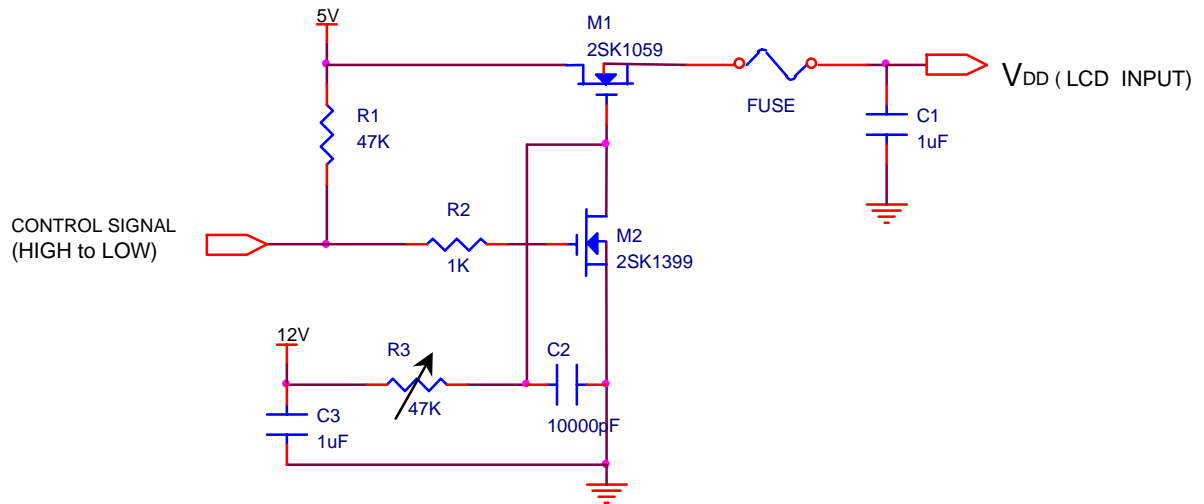 5V
M1
2SK1059
FUSE
VDD ( LCD INPUT)
R1
47K
C1
1uF
CONTROL SIGNAL
(HIGH to LOW)
R2
1K
M2
2SK1399
12V
R3
47K
C2
10000pF
C3
1uF